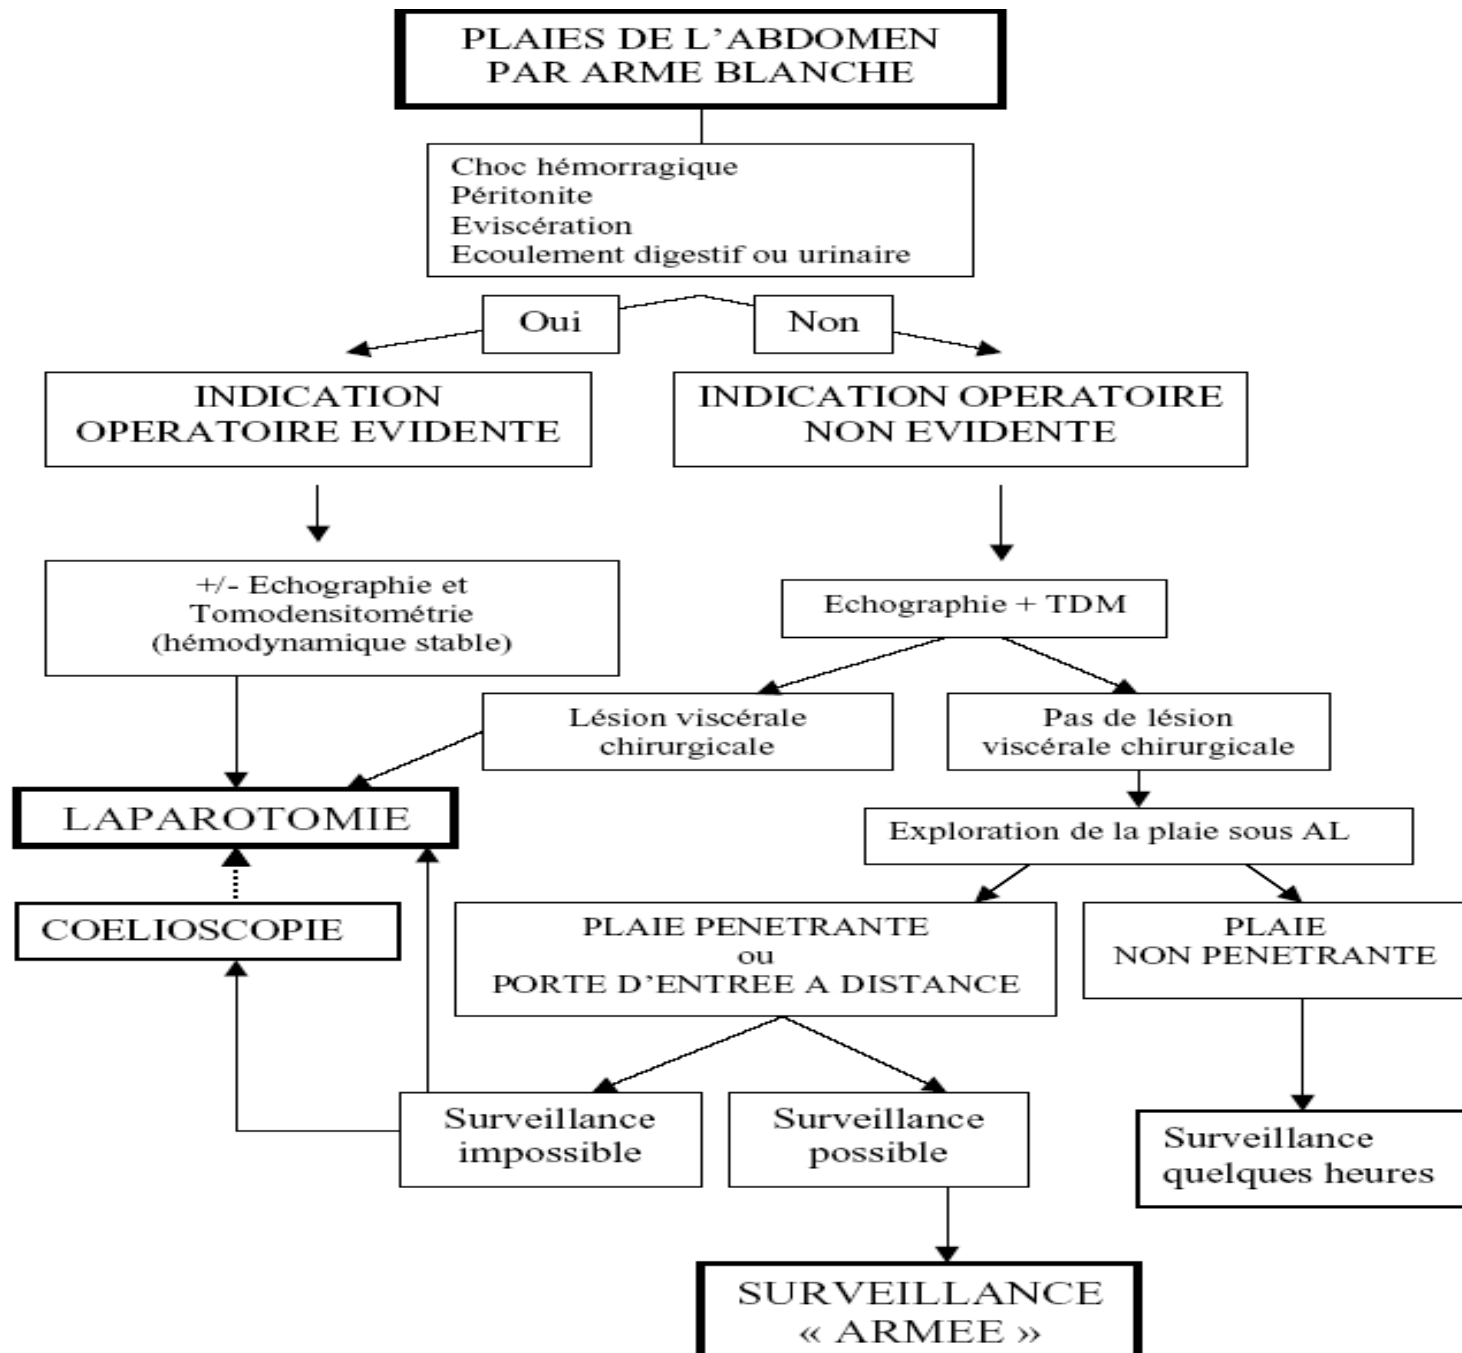 PLAIES DE L'ABDOMEN
PAR ARME BLANCHE
Choc hémorragique
Péritonite
Eviscération
Ecoulement digestif ou urinaire
Oui
Non
INDICATION
OPERATOIRE EVIDENTE
INDICATION OPERATOIRE
NON EVIDENTE
+/- Echographie et
Tomodensitométrie
(hémodynamique stable)
Echographie + TDM
Lésion viscérale
chirurgicale
Pas de lésion
viscérale chirurgicale
LAPAROTOMIE
Exploration de la plaie sous AL
COELIOSCOPIE
PLAIE PENETRANTE
ou
PORTE D'ENTREE A DISTANCE
PLAIE
NON PENETRANTE
Surveillance
impossible
Surveillance
possible
Surveillance
quelques heures
SURVEILLANCE
« ARMEE »